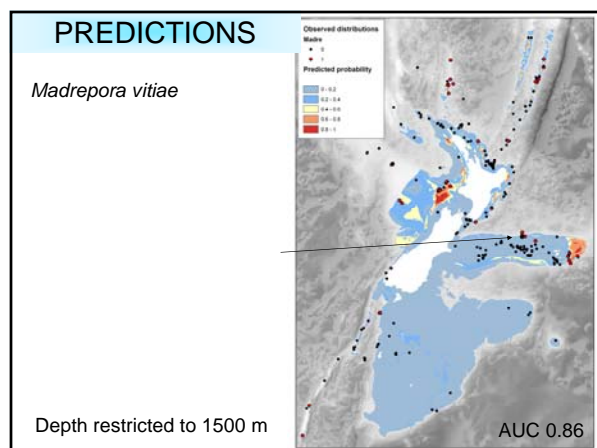 PREDICTIONS
Madrepora vitiae
Observed distributions
Madre
0
1
Predicted probability
0 - 0.2
0.2 - 0.4
0.4 - 0.6
0.6 - 0.8
0.8 - 1
Depth restricted to 1500 m
AUC 0.86